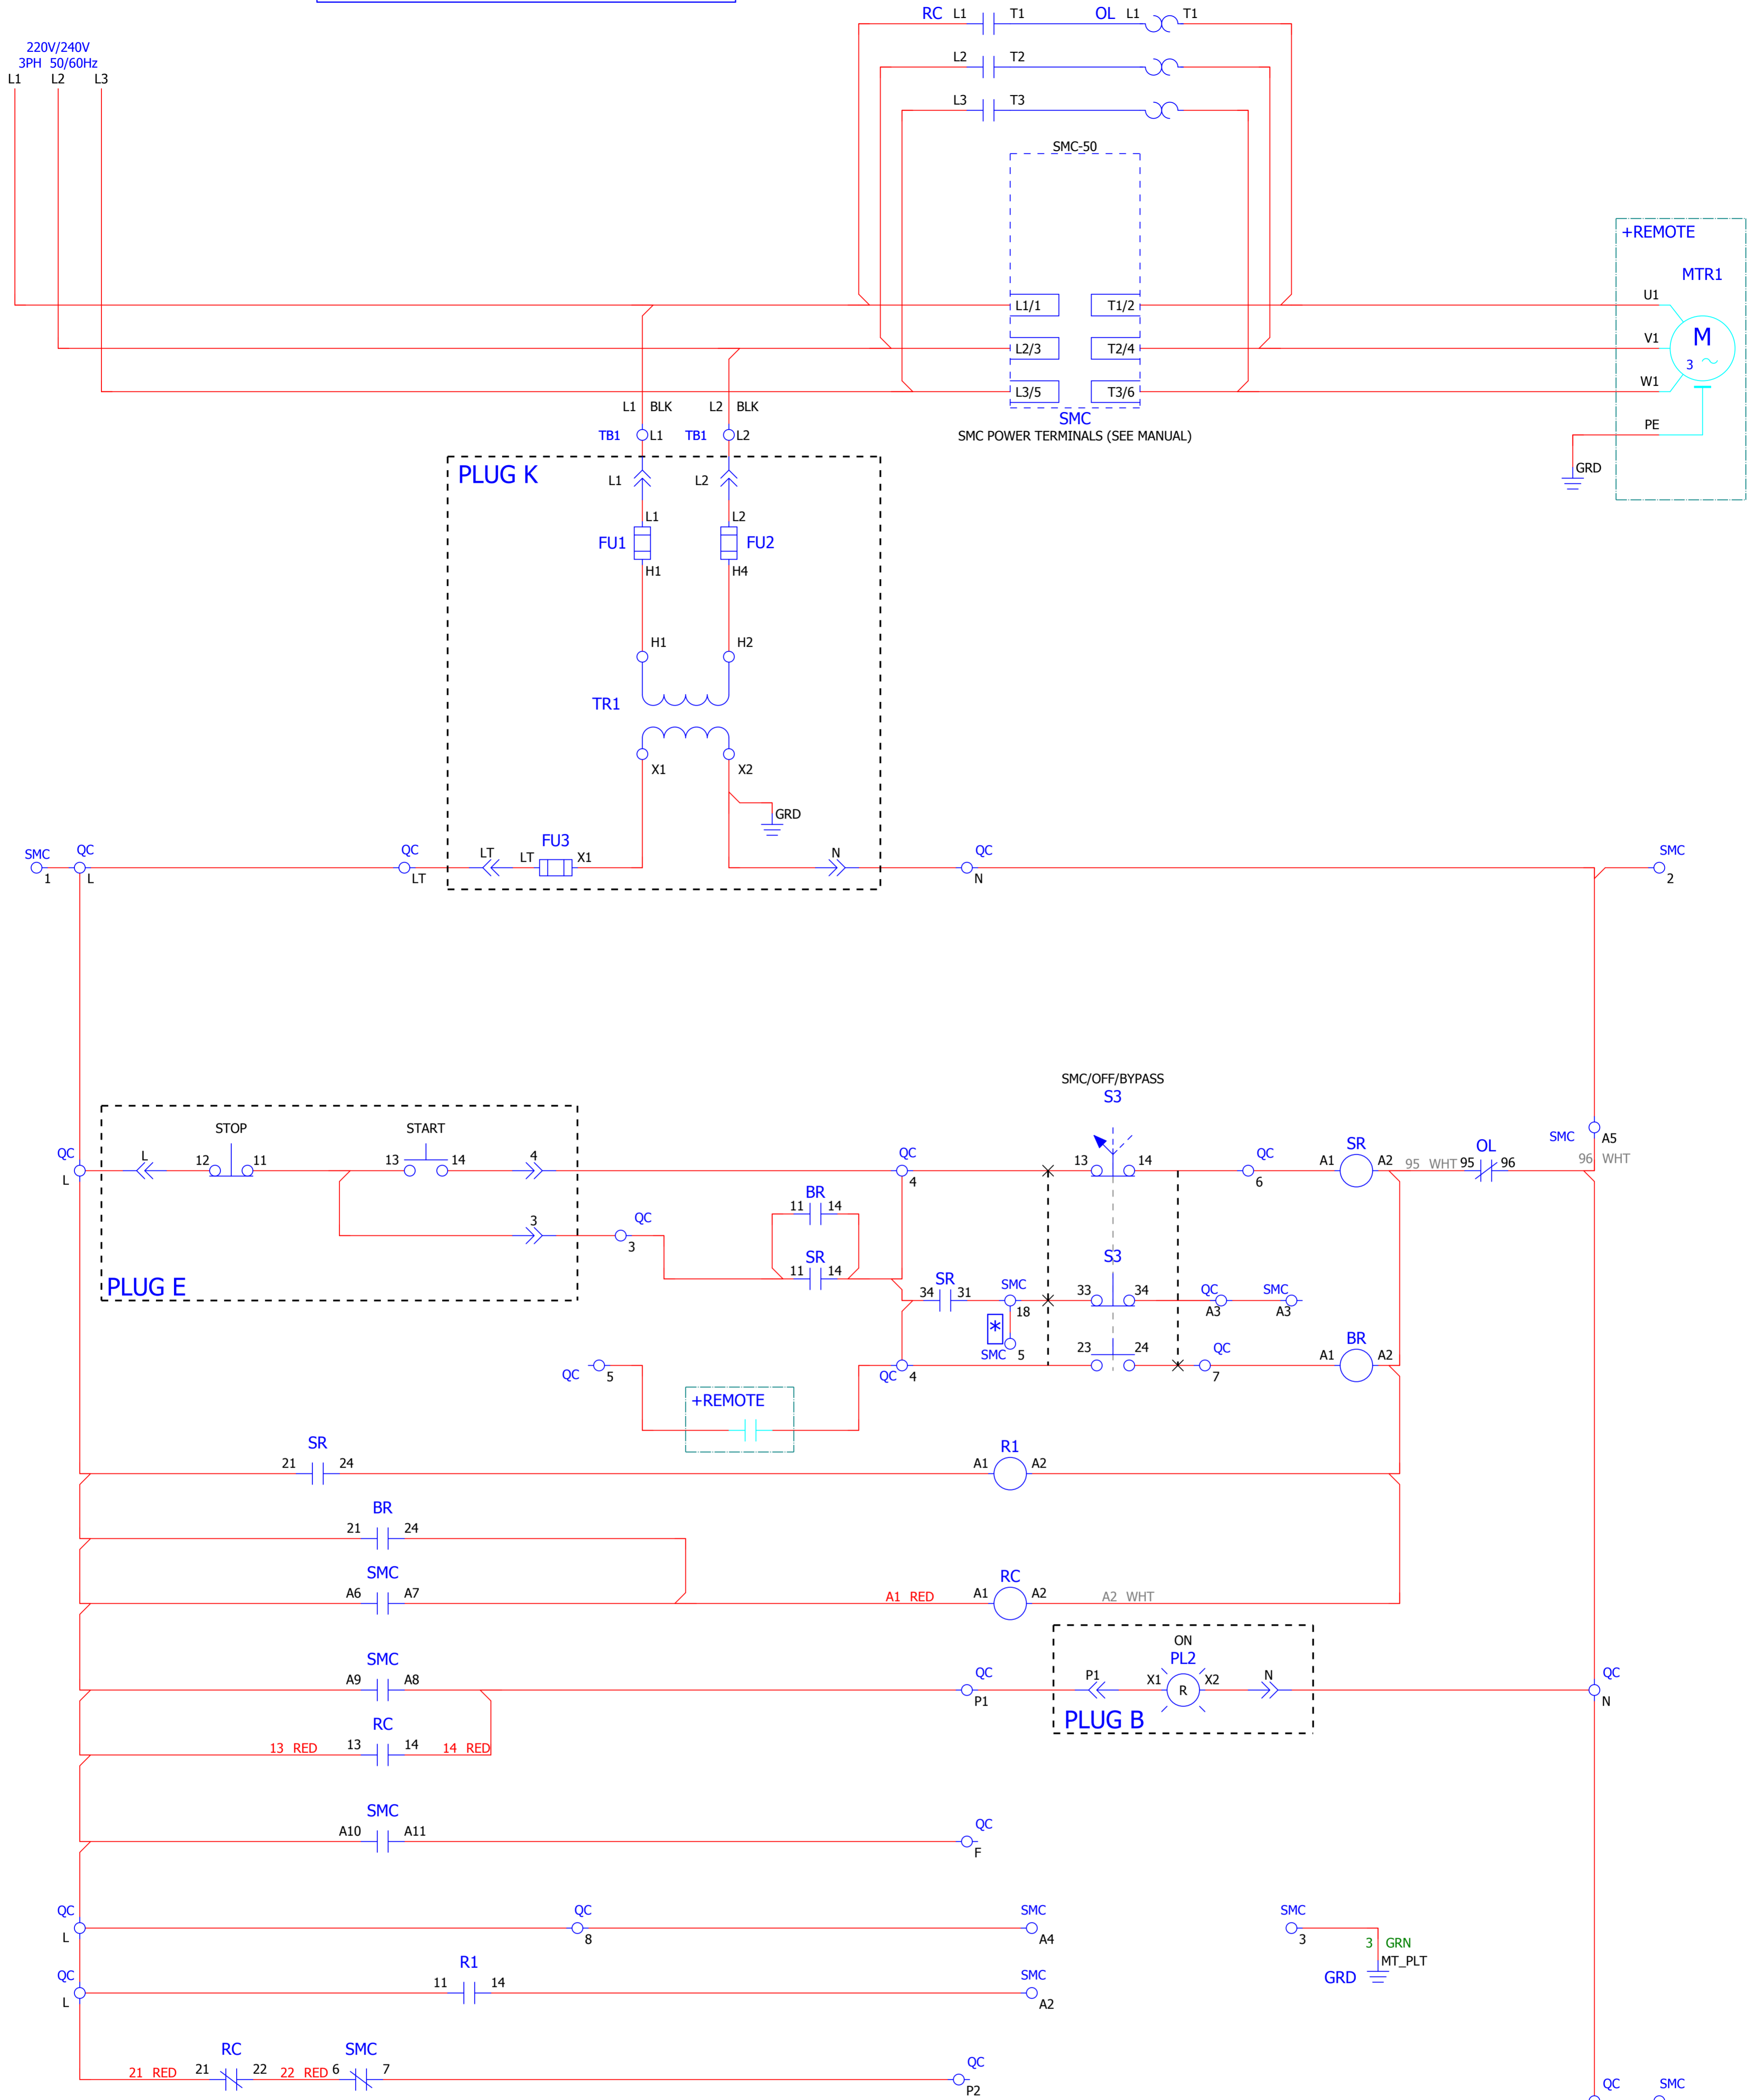 RC L1 T1 OL L1 T1
220V/240V
3PH 50/60Hz
L1 L2 L3
L2 T2
L3 T3
SMC-50
+REMOTE
MTR1
L1/1 T1/2 U1
L2/3 T2/4 V1
M
3
L3/5 T3/6 W1
L1 BLK L2 BLK
SMC
SMC POWER TERMINALS (SEE MANUAL)
PE
TB1 L1 TB1 L2
GRD
PLUG K
L1 L2
L1 L2
FU1 FU2
H1 H4
H1 H2
TR1
X1 X2
GRD
SMC QC QC LT LT FU3 X1 N QC SMC
1 L LT N 2
SMC/OFF/BYPASS
S3
STOP START
SMC A5
QC L 12 11 13 14 4 QC 13 14 QC SR A1 A2 95 WHT 95 OL 96 96 WHT
L 4 6
BR
11 14
3 QC
3
SR
11 14
S3
PLUG E
SR
34 31 SMC 33 34 QC SMC
18 A3 A3
*
SMC 5
23 24 QC BR
A1 A2
QC 5 QC 4 7
+REMOTE
SR R1
21 24 A1 A2
BR
21 24
SMC RC
A6 A7 A1 RED A1 A2 A2 WHT
ON
SMC PL2
A9 A8 QC P1 X1 R X2 N QC
P1 N
PLUG B
RC
13 RED 13 14 14 RED
SMC
A10 A11 QC
F
QC QC SMC SMC
L 8 A4 3
3 GRN
MT_PLT
GRD
QC R1 SMC
L 11 14 A2
RC SMC
21 RED 21 22 22 RED 6 7 QC
P2
QC SMC